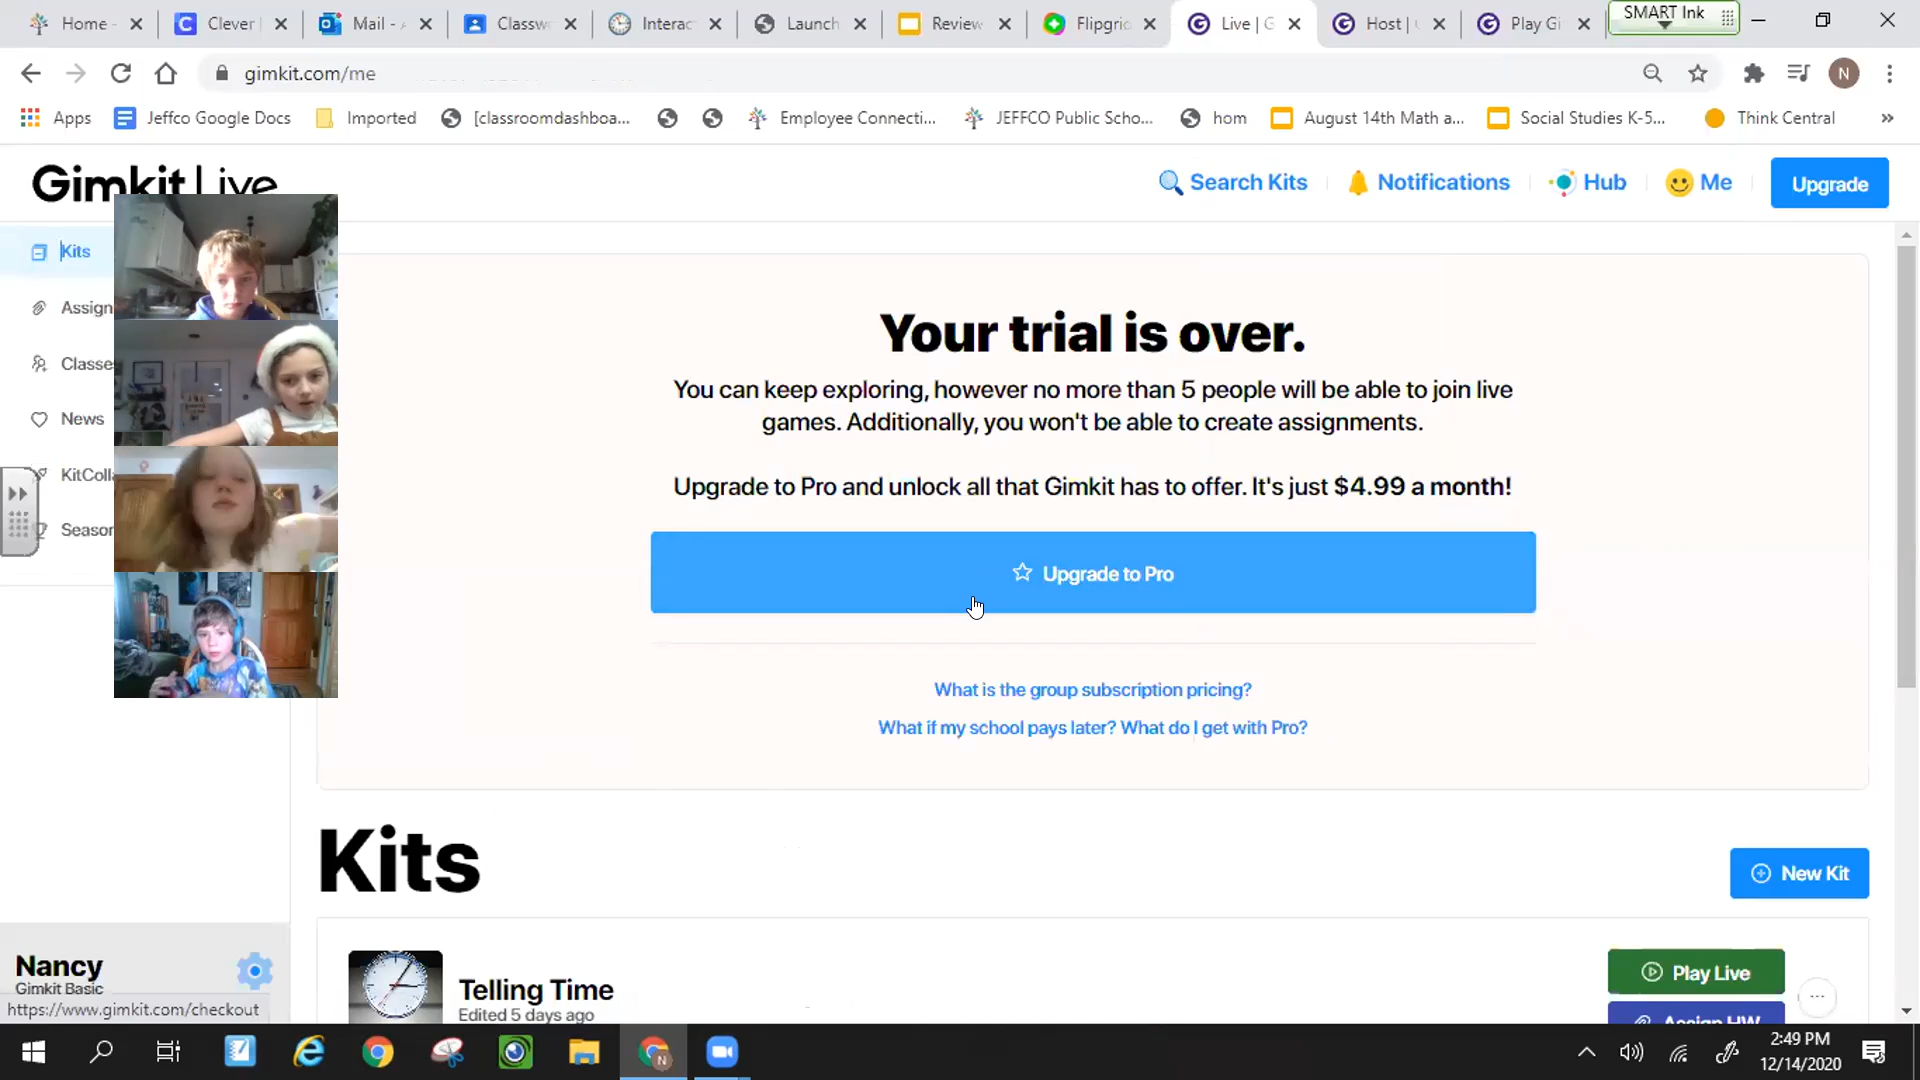 Home -
Clever
Mail -
Classw
Interac
Launch
Review
Flipgri
Live | G
Host |
Play Gi
SMART Ink
gimkit.com/me
N
Apps
Jeffco Google Docs
Imported
[classroomdashboa...
Employee Connecti...
JEFFCO Public Scho...
hom
August 14th Math a...
Social Studies K-5...
Think Central
»
Gimkit Live
Search Kits
Notifications
Hub
Me
Upgrade
Kits
Assign
Classe
News
KitColla
Season
Your trial is over.
You can keep exploring, however no more than 5 people will be able to join live
games. Additionally, you won't be able to create assignments.
Upgrade to Pro and unlock all that Gimkit has to offer. It's just $4.99 a month!
Upgrade to Pro
What is the group subscription pricing?
What if my school pays later? What do I get with Pro?
Kits
New Kit
Nancy
Gimkit Basic
https://www.gimkit.com/checkout
Telling Time
Edited 5 days ago
Play Live
Assign HW
2:49 PM
12/14/2020